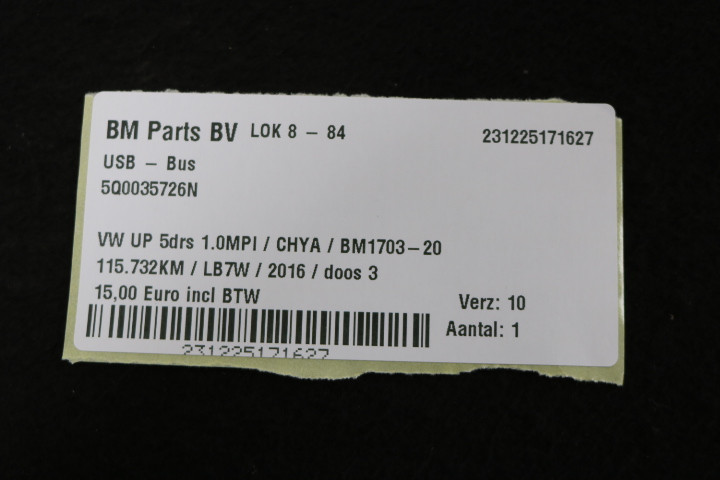 BM Parts BV LOK 8 – 84 231225171627
USB – Bus
5Q0035726N
VW UP 5drs 1.0MPI / CHYA / BM1703–20
115.732KM / LB7W / 2016 / doos 3
15,00 Euro incl BTW Verz: 10
Aantal: 1
231225171627